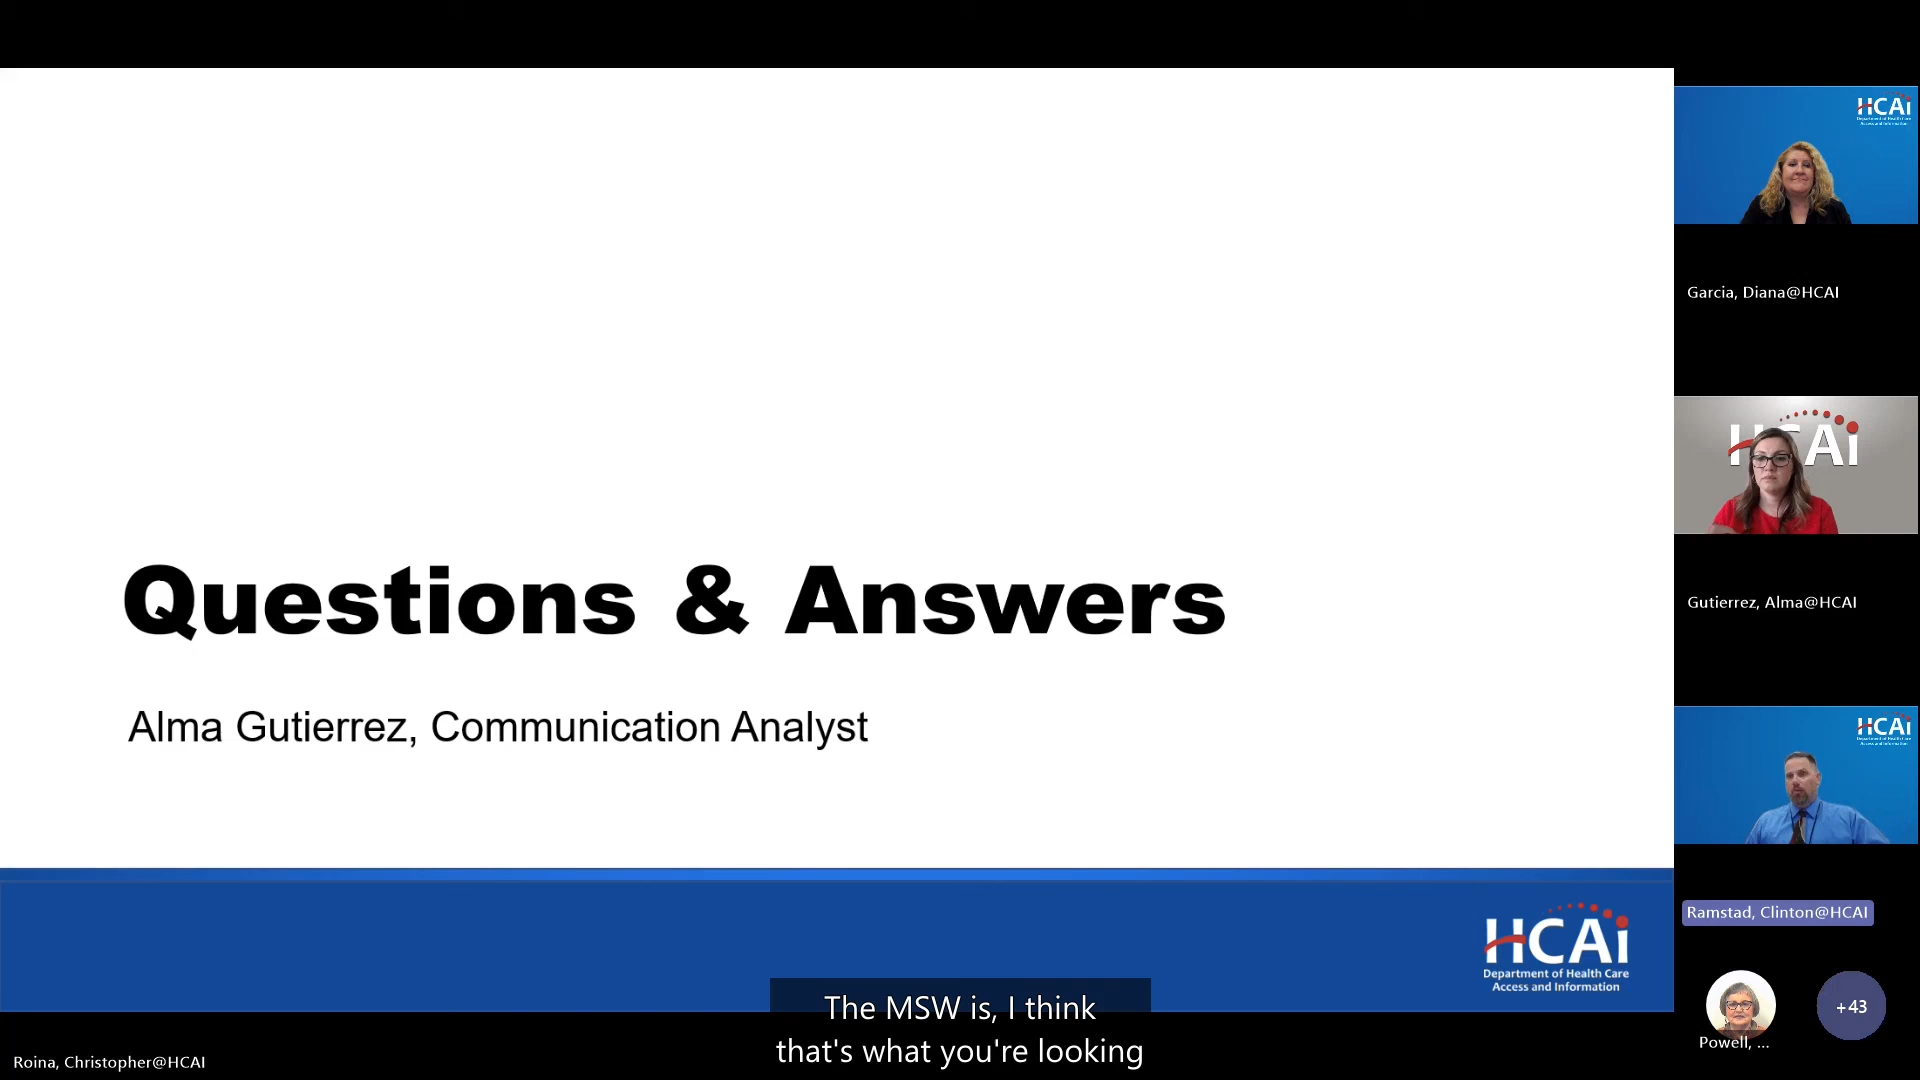 Questions & Answers
Alma Gutierrez, Communication Analyst
HCAi
Department of Health Care
Access and Information
The MSW is, I think
that's what you're looking
Roina, Christopher@HCAI
HCAi
Department of Health Care
Access and Information
Garcia, Diana@HCAI
Gutierrez, Alma@HCAI
HCAi
Department of Health Care
Access and Information
Ramstad, Clinton@HCAI
Powell, ...
+43